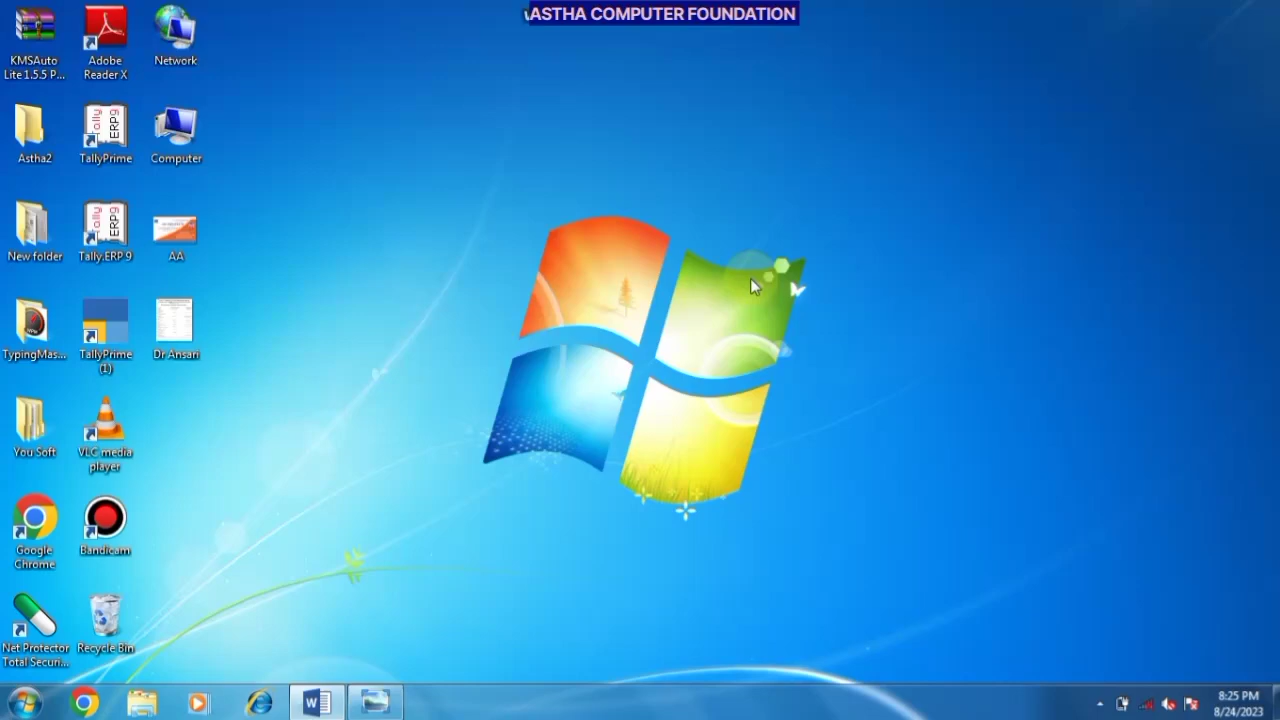 ASTHA COMPUTER FOUNDATION
KMSAuto
Lite 1.5.5 P...
Adobe
Reader X
Network
Astha2
TallyPrime
Computer
New folder
Tally.ERP 9
AA
TypingMas...
TallyPrime
(1)
Dr Ansari
You Soft
VLC media
player
Google
Chrome
Bandicam
Net Protector
Total Securi...
Recycle Bin
8:25 PM
8/24/2023